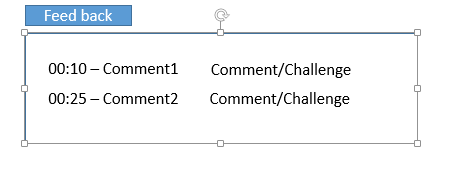 Feed back
00:10 – Comment1 Comment/Challenge
00:25 – Comment2 Comment/Challenge